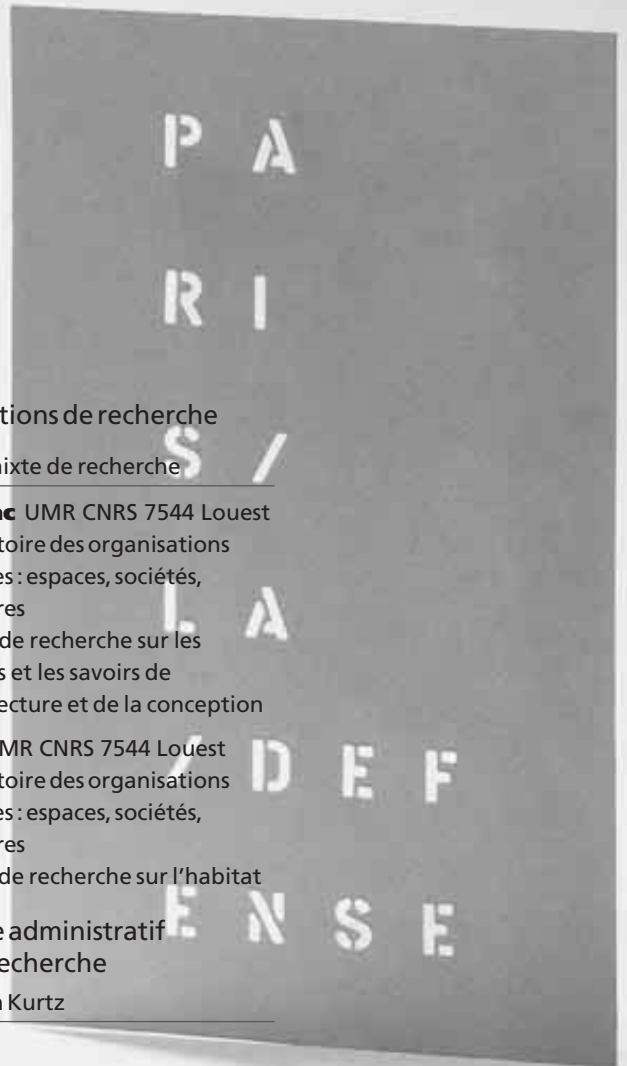 P A
R I
S /
L A
/ D E F
E N S E
tions de recherche
ixte de recherche
ac UMR CNRS 7544 Louest
toire des organisations
es : espaces, sociétés,
res
de recherche sur les
s et les savoirs de
ecture et de la conception
MR CNRS 7544 Louest
toire des organisations
es : espaces, sociétés,
res
de recherche sur l'habitat
e administratif
echerche
Kurtz